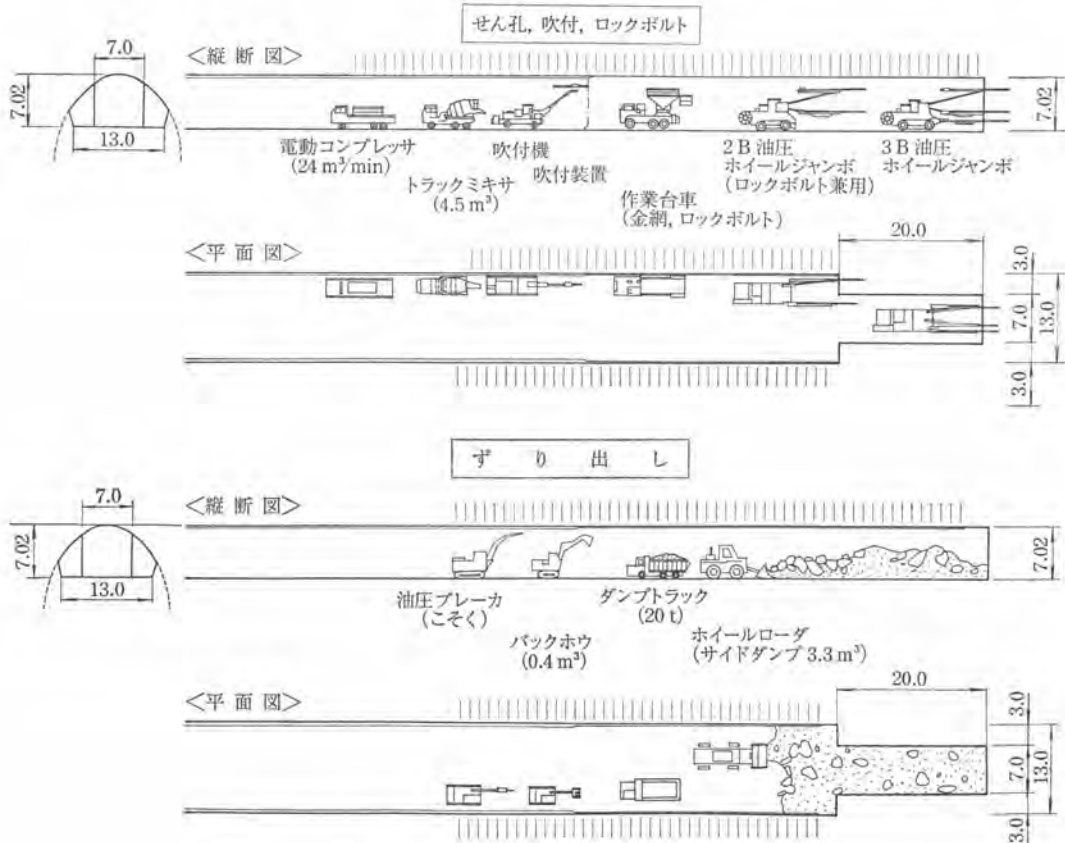 せん孔, 吹付, ロックボルト
<縦断図>
7.0
7.02
13.0
7.02
電動コンプレッサ
(24 m³/min)
トラックミキサ
(4.5 m³)
吹付機
吹付装置
作業台車
(金網, ロックボルト)
2 B 油圧
ホイールジャンボ
(ロックボルト兼用)
3 B 油圧
ホイールジャンボ
<平面図>
20.0
3.0
7.0
13.0
3.0
ずり出し
<縦断図>
7.0
7.02
13.0
7.02
油圧ブレーカ
(こそく)
バックホウ
(0.4 m³)
ダンプトラック
(20 t)
ホイールローダ
(サイドダンプ 3.3 m³)
<平面図>
20.0
3.0
7.0
13.0
3.0